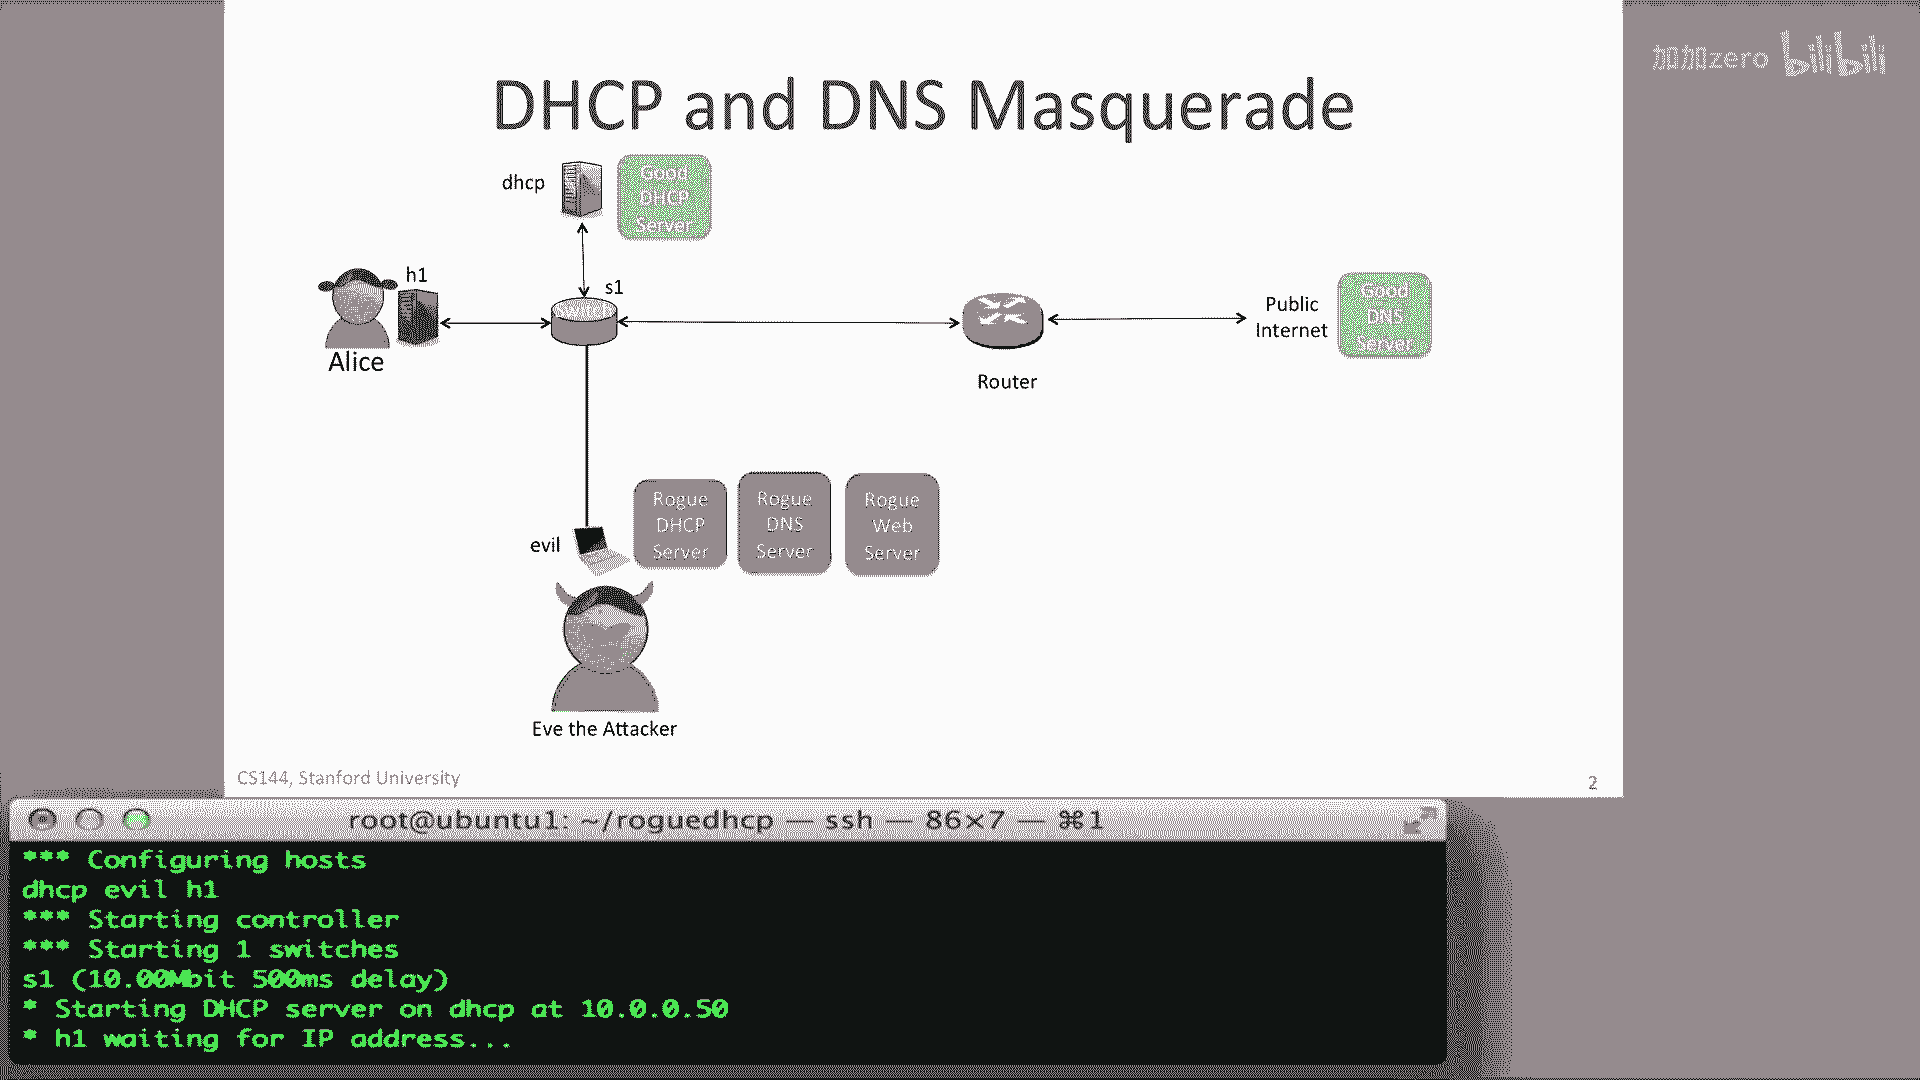 加加zero bilibili
DHCP and DNS Masquerade
dhcp
Good
DHCP
Server
h1
s1
Alice
Router
Public
Internet
Good
DNS
Server
evil
Rogue
DHCP
Server
Rogue
DNS
Server
Rogue
Web
Server
Eve the Attacker
CS144, Stanford University
2
root@ubuntu1: ~/roguedhcp — ssh — 86×7 — ⌘1
*** Configuring hosts
dhcp evil h1
*** Starting controller
*** Starting 1 switches
s1 (10.00Mbit 500ms delay)
* Starting DHCP server on dhcp at 10.0.0.50
* h1 waiting for IP address...